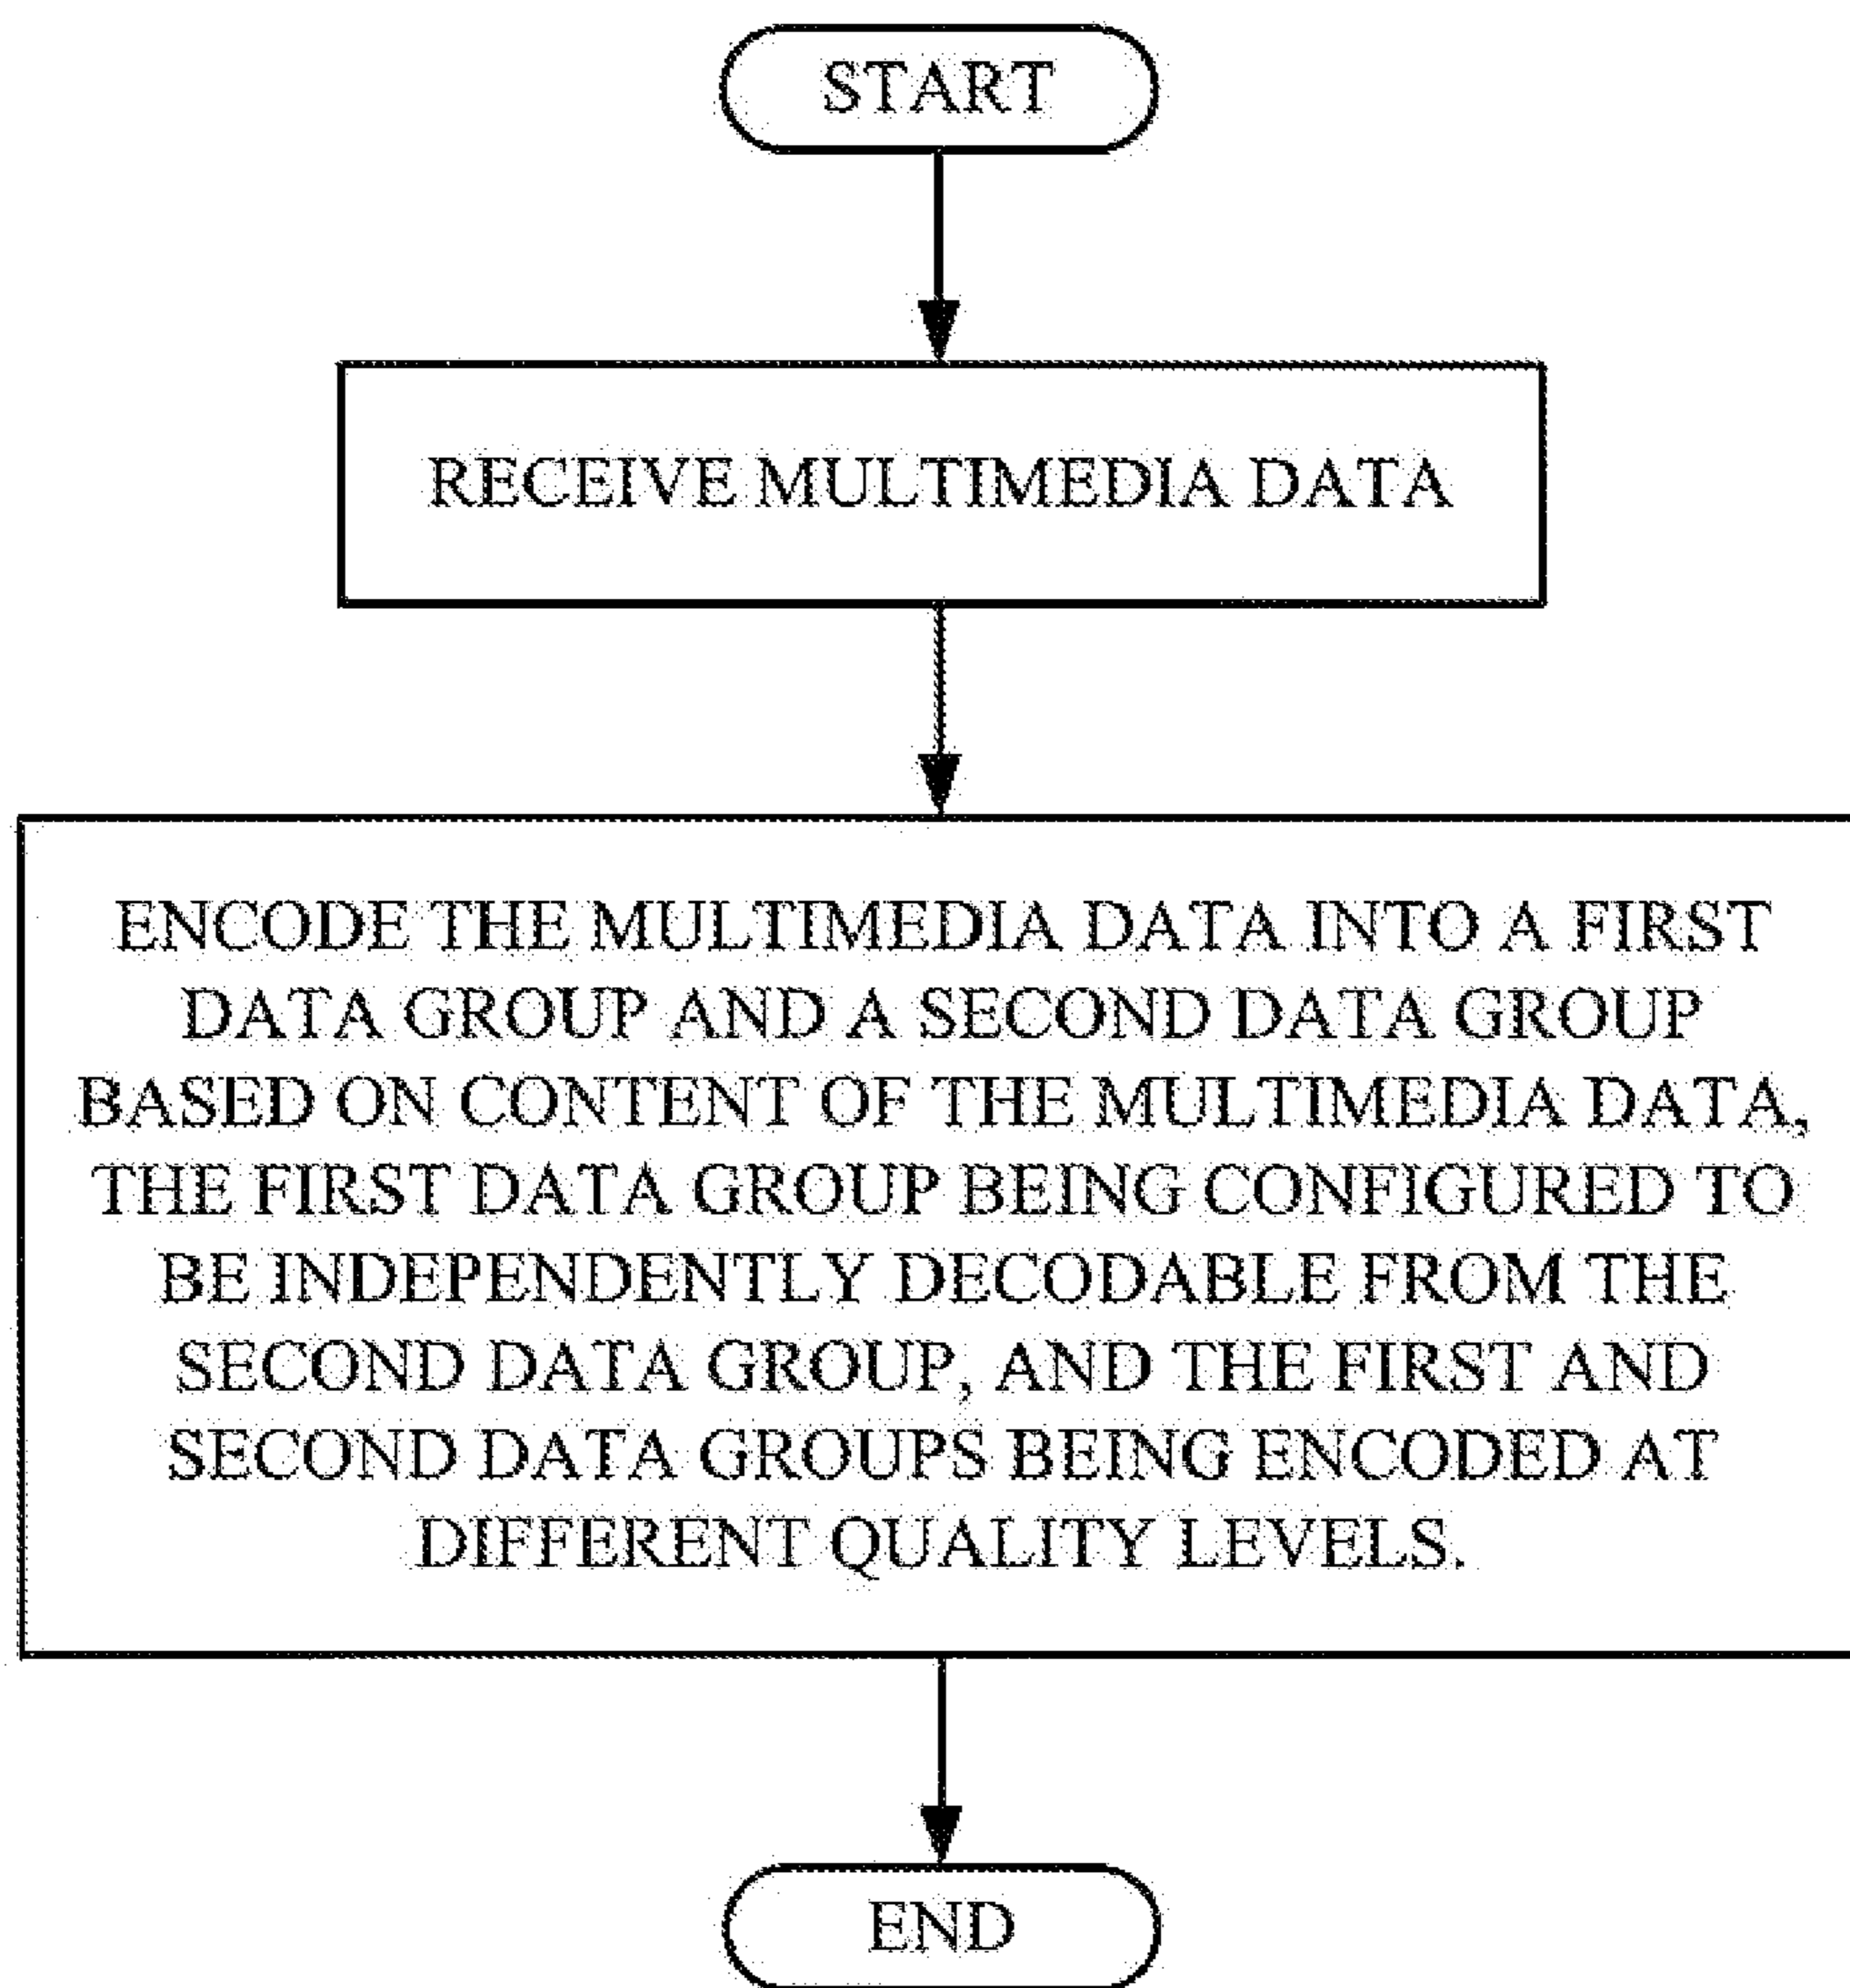 START
RECEIVE MULTIMEDIA DATA
ENCODE THE MULTIMEDIA DATA INTO A FIRST
DATA GROUP AND A SECOND DATA GROUP
BASED ON CONTENT OF THE MULTIMEDIA DATA,
THE FIRST DATA GROUP BEING CONFIGURED TO
BE INDEPENDENTLY DECODABLE FROM THE
SECOND DATA GROUP, AND THE FIRST AND
SECOND DATA GROUPS BEING ENCODED AT
DIFFERENT QUALITY LEVELS.
END